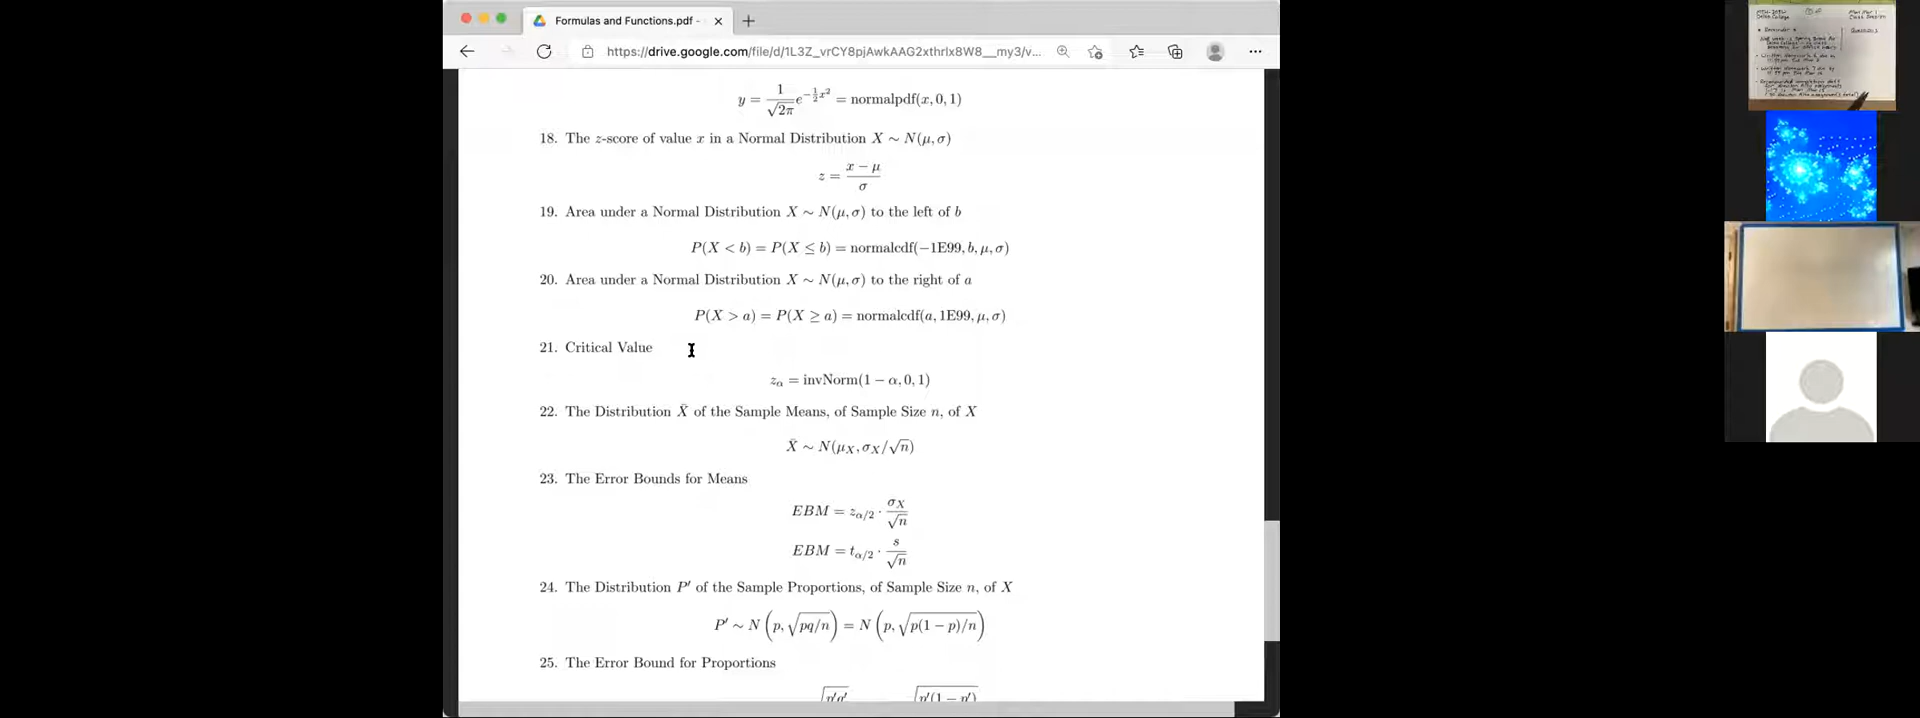 Formulas and Functions.pdf -
https://drive.google.com/file/d/1L3Z_vrCY8pjAwkAAG2xthrlx8W8__my3/v...
y = 1/√2π e^(−1/2 x²) = normalpdf(x, 0, 1)
18. The z-score of value x in a Normal Distribution X ∼ N(μ, σ)
z = (x − μ)/σ
19. Area under a Normal Distribution X ∼ N(μ, σ) to the left of b
P(X < b) = P(X ≤ b) = normalcdf(−1E99, b, μ, σ)
20. Area under a Normal Distribution X ∼ N(μ, σ) to the right of a
P(X > a) = P(X ≥ a) = normalcdf(a, 1E99, μ, σ)
21. Critical Value
z_α = invNorm(1 − α, 0, 1)
22. The Distribution X̄ of the Sample Means, of Sample Size n, of X
X̄ ∼ N(μ_X, σ_X/√n)
23. The Error Bounds for Means
EBM = z_α/2 · σ_X/√n
EBM = t_α/2 · s/√n
24. The Distribution P′ of the Sample Proportions, of Sample Size n, of X
P′ ∼ N(p, √(pq/n)) = N(p, √(p(1 − p)/n))
25. The Error Bound for Proportions
p′q′ p′(1 − p′)